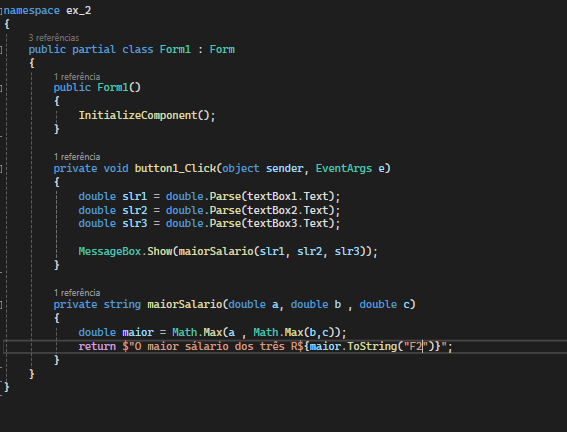 namespace ex_2
{
3 referências
public partial class Form1 : Form
{
1 referência
public Form1()
{
InitializeComponent();
}
1 referência
private void button1_Click(object sender, EventArgs e)
{
double slr1 = double.Parse(textBox1.Text);
double slr2 = double.Parse(textBox2.Text);
double slr3 = double.Parse(textBox3.Text);
MessageBox.Show(maiorSalario(slr1, slr2, slr3));
}
1 referência
private string maiorSalario(double a, double b , double c)
{
double maior = Math.Max(a , Math.Max(b,c));
return $"O maior sálario dos três R${maior.ToString("F2")}";
}
}
}